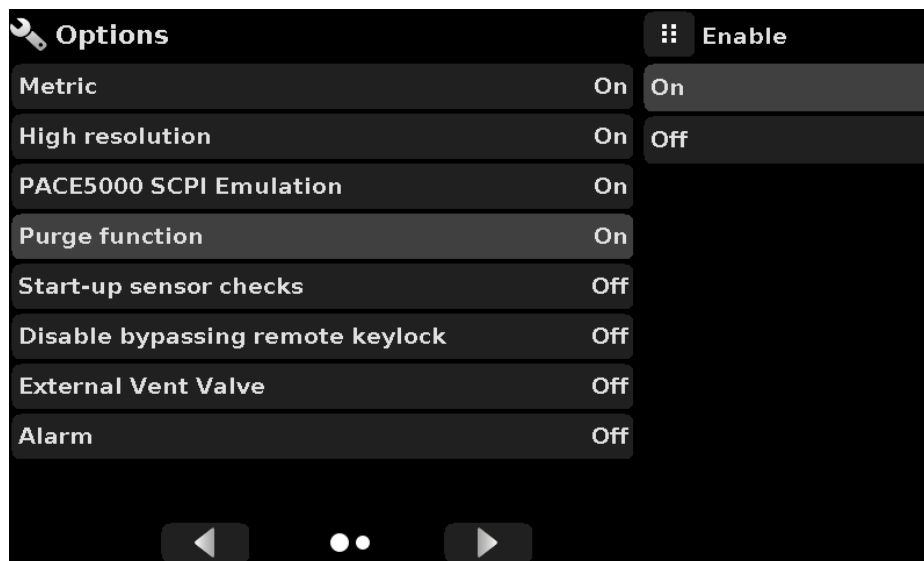 Options
Metric On
High resolution On
PACE5000 SCPI Emulation On
Purge function On
Start-up sensor checks Off
Disable bypassing remote keylock Off
External Vent Valve Off
Alarm Off
Enable
On
Off